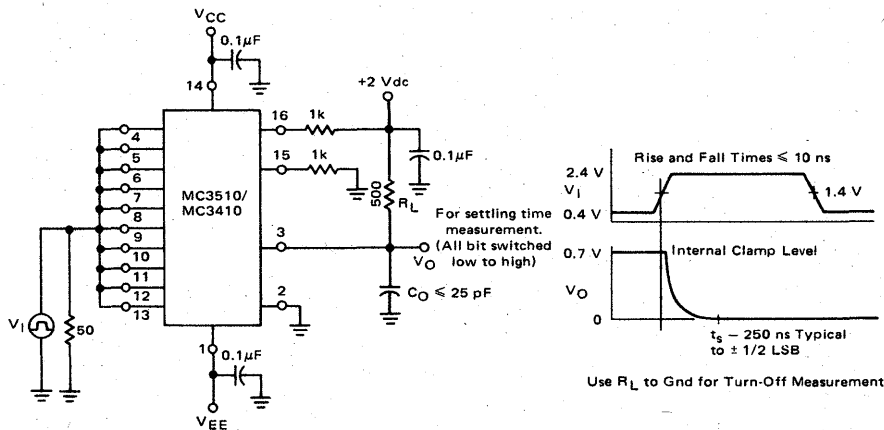 VCC
0.1μF
14
+2 Vdc
16
1k
4
5
15
1k
0.1μF
6
7
MC3510/
MC3410
500
RL
8
9
3
For settling time
measurement.
(All bit switched
low to high)
VO
10
11
12
13
2
CO ≤ 25 pF
VI
50
1
0.1μF
VEE
Rise and Fall Times ≤ 10 ns
2.4 V
VI
1.4 V
0.4 V
0.7 V
Internal Clamp Level
VO
0
ts – 250 ns Typical
to ± 1/2 LSB
Use RL to Gnd for Turn-Off Measurement